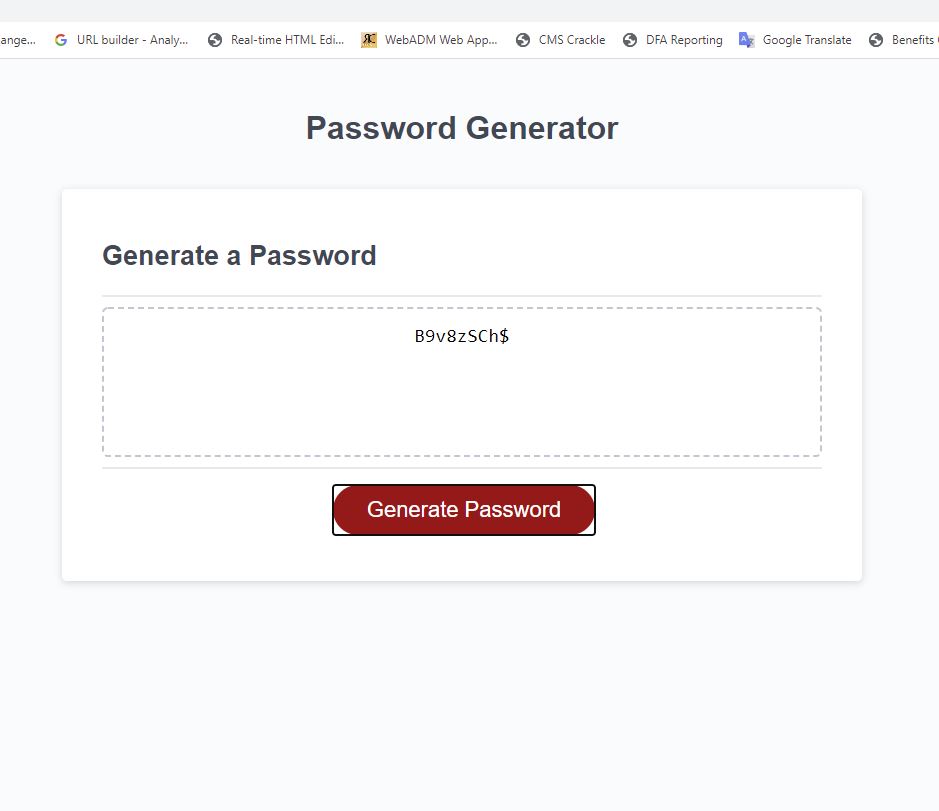 ange... URL builder - Analy... Real-time HTML Edi... WebADM Web App... CMS Crackle DFA Reporting Google Translate Benefits
Password Generator
Generate a Password
B9v8zSCh$
Generate Password